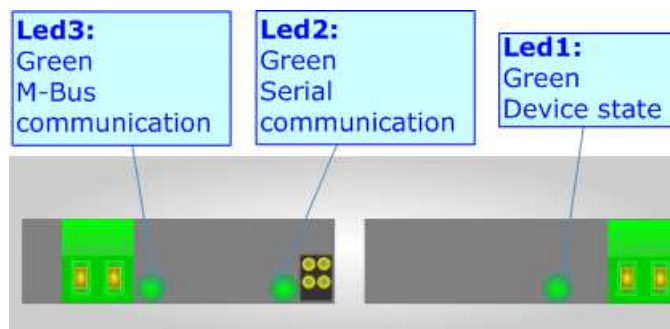 Led3:
Green
M-Bus
communication
Led2:
Green
Serial
communication
Led1:
Green
Device state